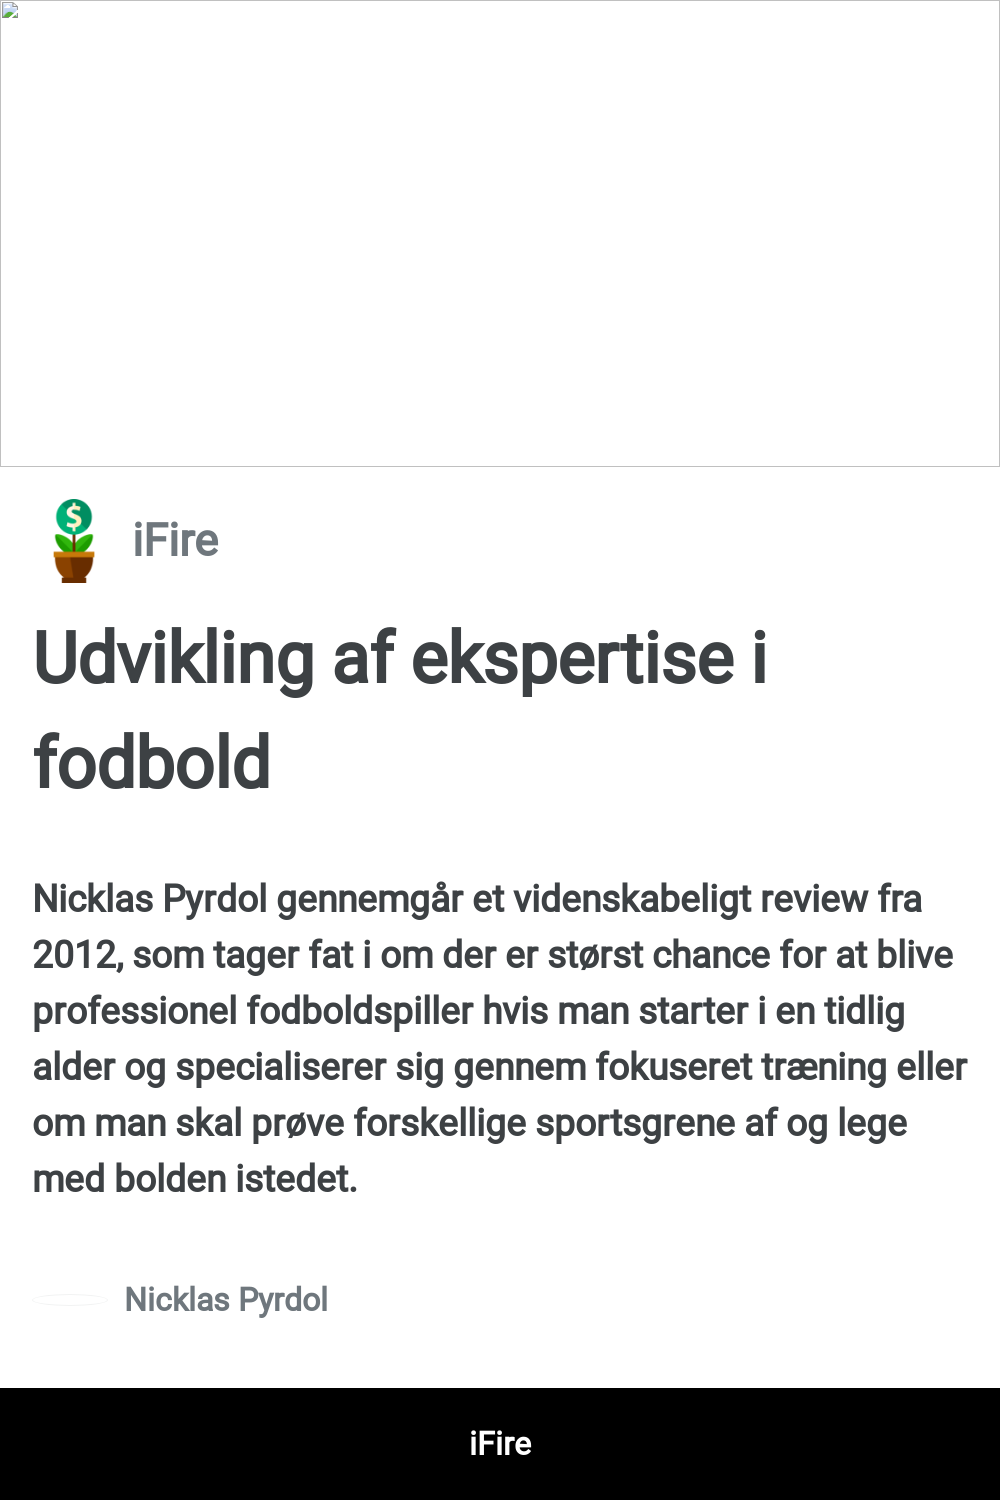 $
iFire
Udvikling af ekspertise i
fodbold
Nicklas Pyrdol gennemgår et videnskabeligt review fra
2012, som tager fat i om der er størst chance for at blive
professionel fodboldspiller hvis man starter i en tidlig
alder og specialiserer sig gennem fokuseret træning eller
om man skal prøve forskellige sportsgrene af og lege
med bolden istedet.
Nicklas Pyrdol
iFire